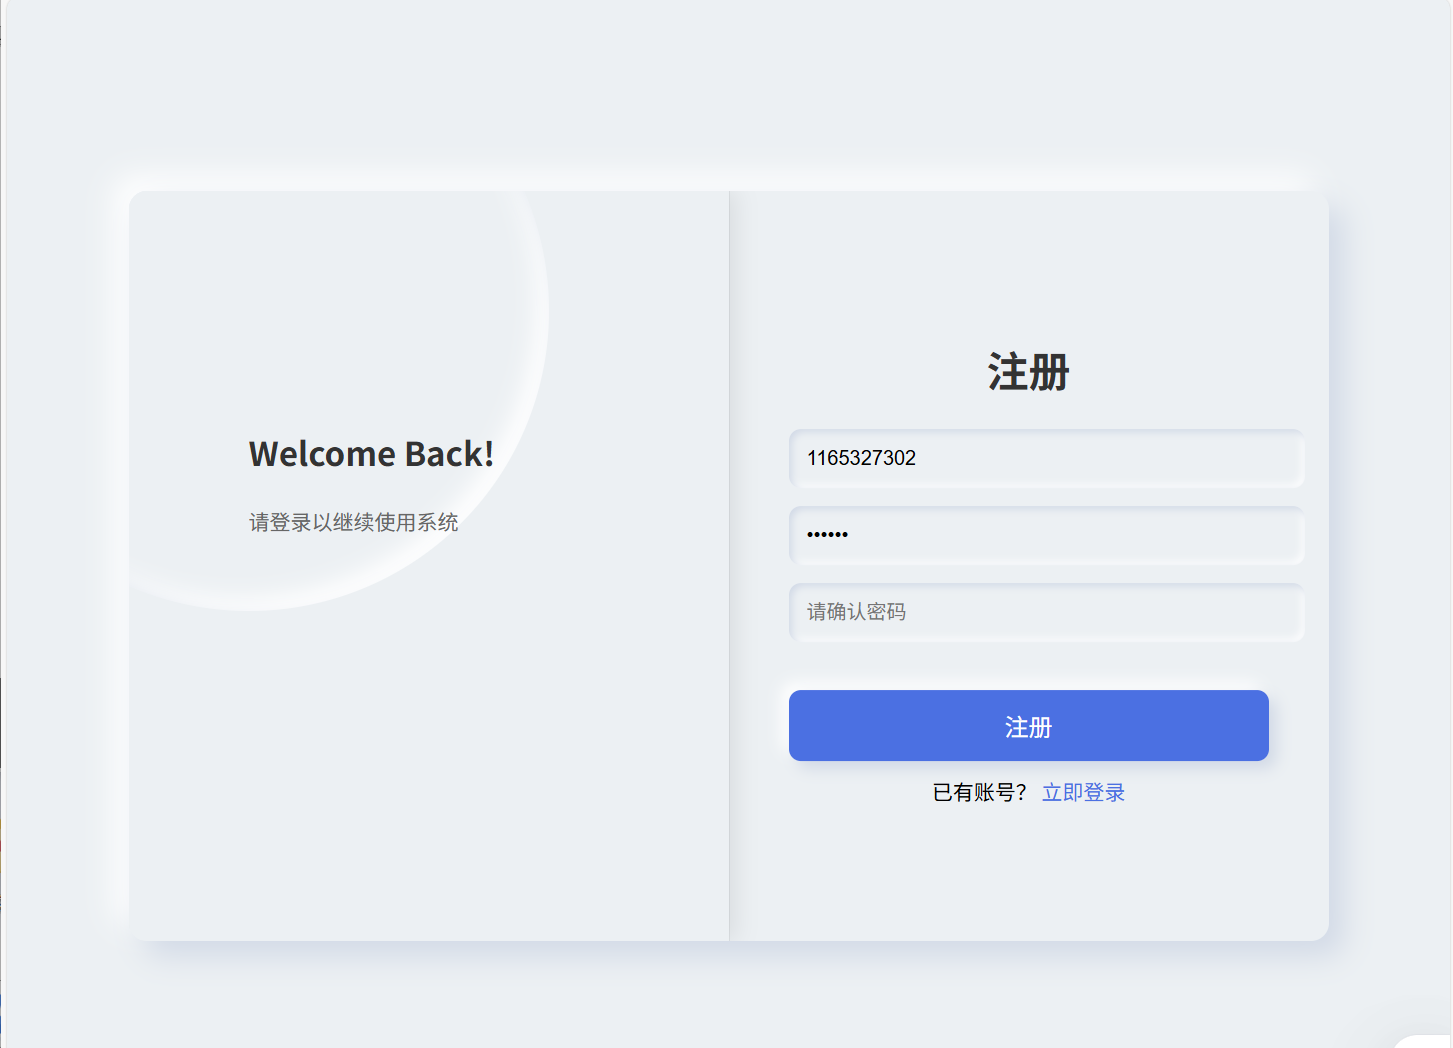 Welcome Back!
请登录以继续使用系统
注册
1165327302
••••••
请确认密码
注册
已有账号? 立即登录